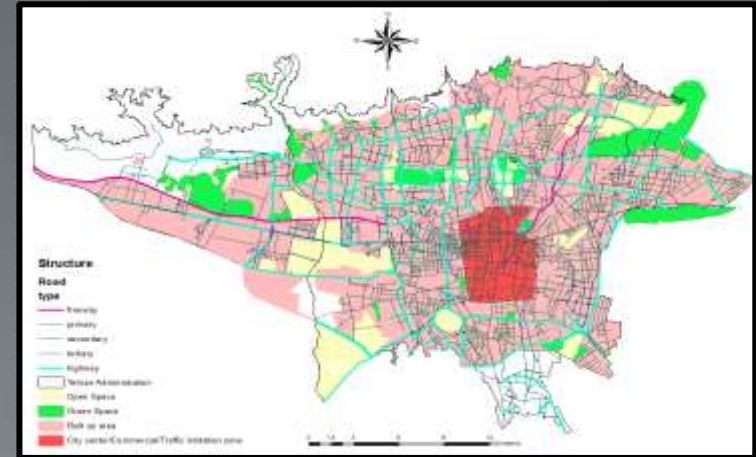 Structure
Road
type
freeway
primary
secondary
tertiary
highway
Tehran Administration
Open Space
Green Space
Built up area
City center/Commercial/Traffic limitation zone